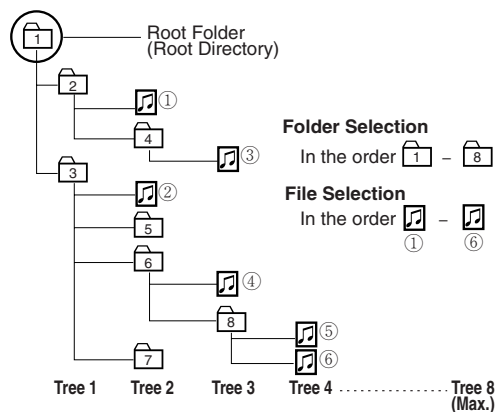 1
Root Folder
(Root Directory)
2
①
4
③
3
②
5
6
④
8
⑤
⑥
7
Folder Selection
In the order 1 – 8
File Selection
In the order –
① ⑥
Tree 1 Tree 2 Tree 3 Tree 4 .................. Tree 8
(Max.)